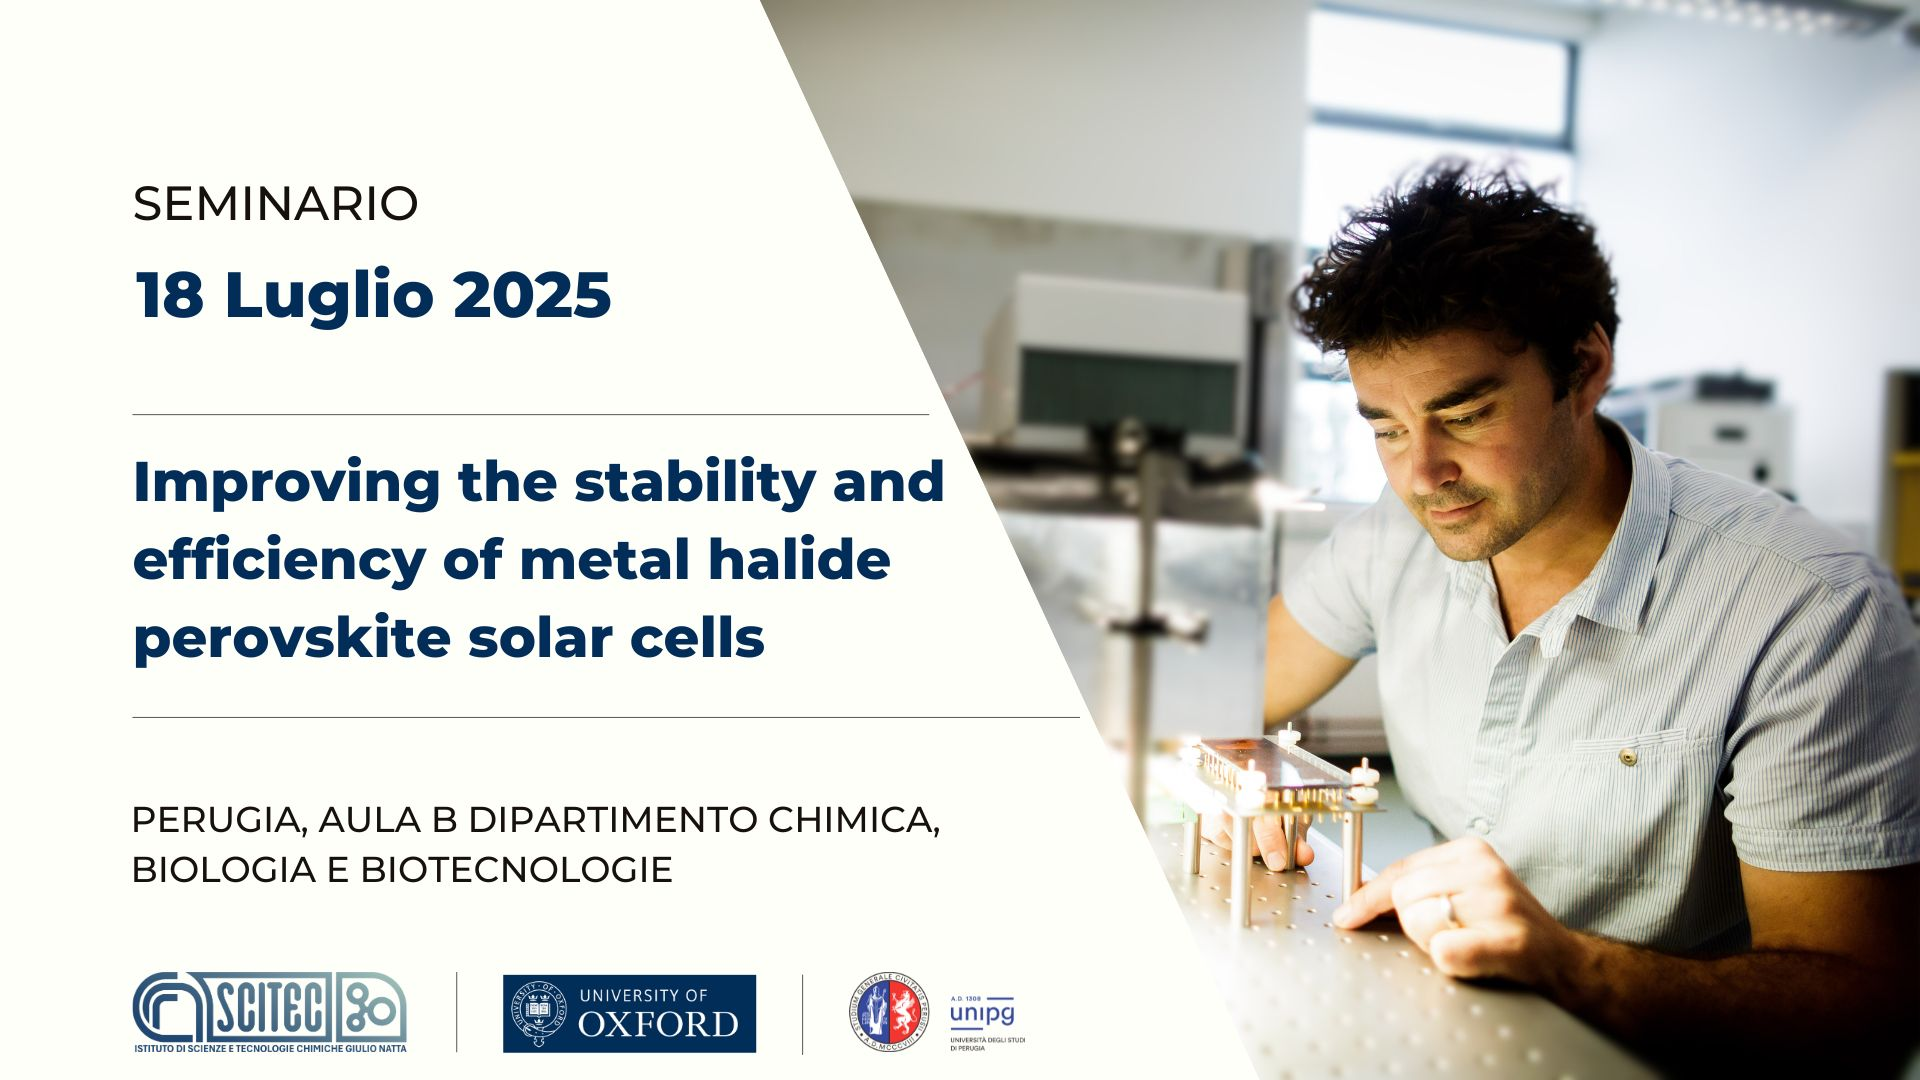 SEMINARIO
18 Luglio 2025
Improving the stability and
efficiency of metal halide
perovskite solar cells
PERUGIA, AULA B DIPARTIMENTO CHIMICA,
BIOLOGIA E BIOTECNOLOGIE
SCITEC
ISTITUTO DI SCIENZE E TECNOLOGIE CHIMICHE GIULIO NATTA
UNIVERSITY OF
OXFORD
A.D. 1308
unipg
UNIVERSITÀ DEGLI STUDI
DI PERUGIA